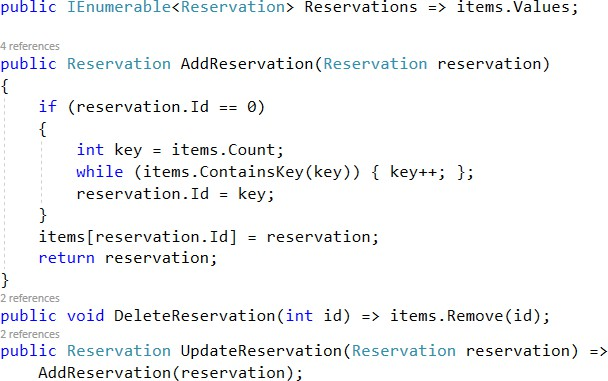 public IEnumerable<Reservation> Reservations => items.Values;
4 references
public Reservation AddReservation(Reservation reservation)
{
if (reservation.Id == 0)
{
int key = items.Count;
while (items.ContainsKey(key)) { key++; };
reservation.Id = key;
}
items[reservation.Id] = reservation;
return reservation;
}
2 references
public void DeleteReservation(int id) => items.Remove(id);
2 references
public Reservation UpdateReservation(Reservation reservation) =>
AddReservation(reservation);